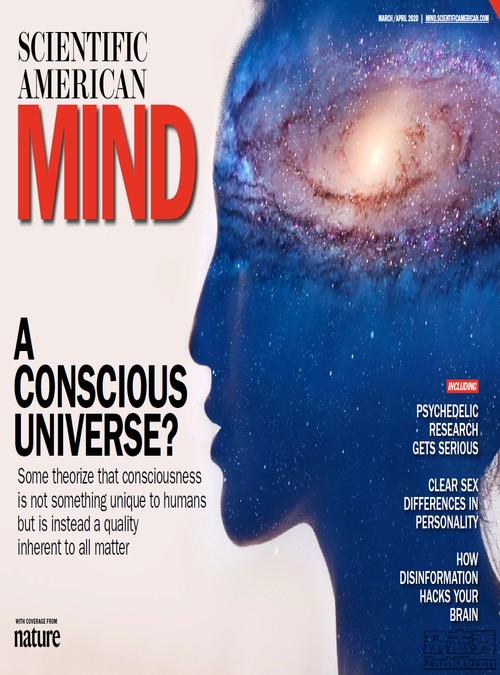 MARCH/APRIL 2020 | MIND.SCIENTIFICAMERICAN.COM
SCIENTIFIC
AMERICAN
MIND
A
CONSCIOUS
UNIVERSE?
Some theorize that consciousness
is not something unique to humans
but is instead a quality
inherent to all matter
INCLUDING
PSYCHEDELIC
RESEARCH
GETS SERIOUS
CLEAR SEX
DIFFERENCES IN
PERSONALITY
HOW
DISINFORMATION
HACKS YOUR
BRAIN
WITH COVERAGE FROM
nature